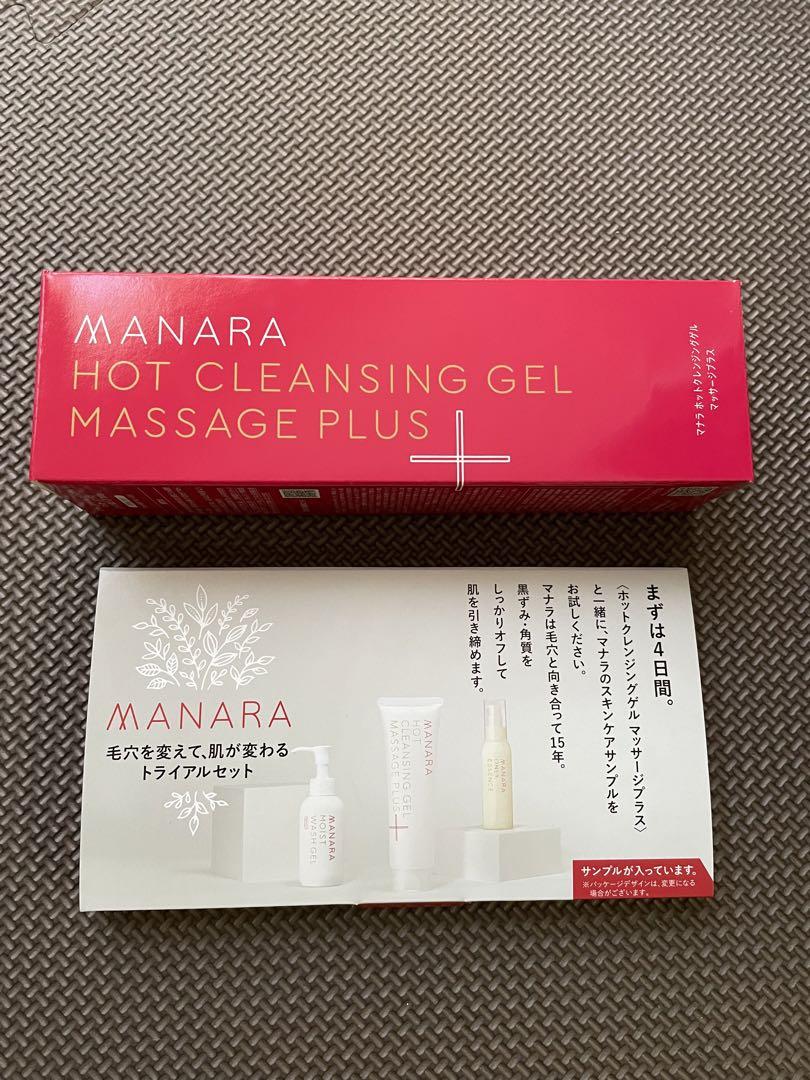 MANARA
HOT CLEANSING GEL
MASSAGE PLUS
マナラ ホットクレンジングゲル
マッサージプラス
まずは4日間。
〈ホットクレンジングゲル マッサージプラス〉
と一緒に、マナラのスキンケアサンプルを
お試しください。
マナラは毛穴と向き合って15年。
黒ずみ・角質を
しっかりオフして
肌を引き締めます。
MANARA
毛穴を変えて、肌が変わる
トライアルセット
MANARA
MOIST
WASH GEL
MANARA
HOT
CLEANSING GEL
MASSAGE PLUS
MANARA
ONLY
ESSENCE
サンプルが入っています。
※パッケージデザインは、変更になる
場合がございます。